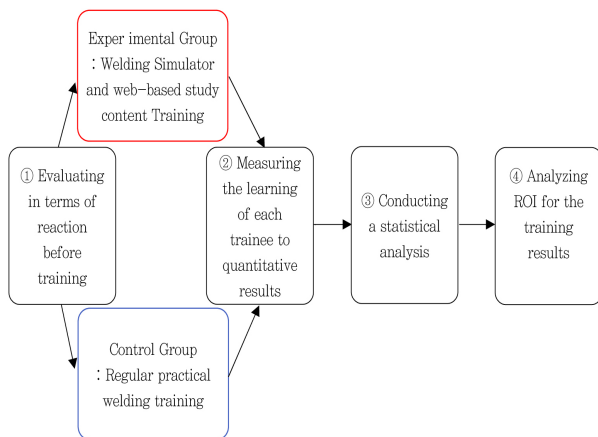 Exper imental Group
: Welding Simulator
and web-based study
content Training
① Evaluating
in terms of
reaction
before
training
② Measuring
the learning
of each
trainee to
quantitative
results
③ Conducting
a statistical
analysis
④ Analyzing
ROI for the
training
results
Control Group
: Regular practical
welding training